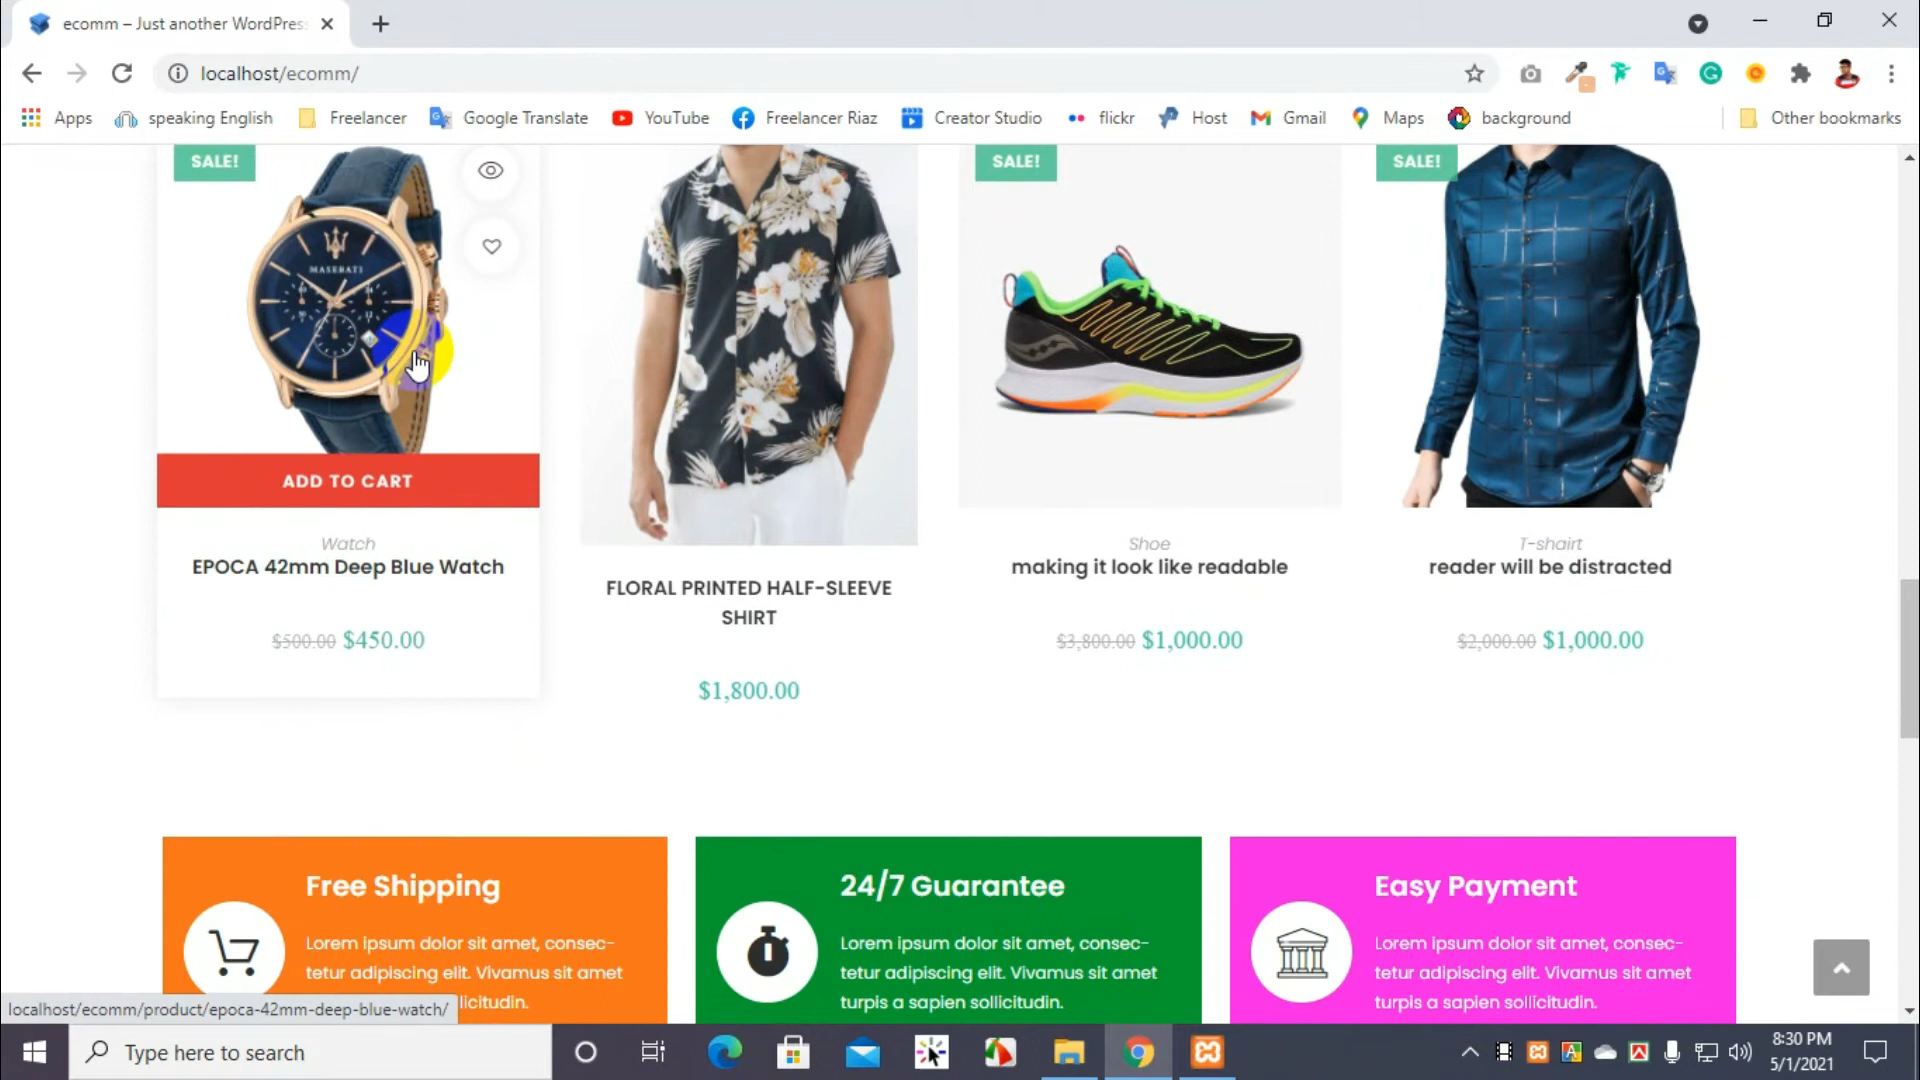 ecomm – Just another WordPress
localhost/ecomm/
Apps speaking English Freelancer Google Translate YouTube Freelancer Riaz Creator Studio flickr Host Gmail Maps background Other bookmarks
SALE! SALE! SALE!
MASERATI
ADD TO CART
Watch
EPOCA 42mm Deep Blue Watch
$500.00 $450.00
FLORAL PRINTED HALF-SLEEVE
SHIRT
$1,800.00
Shoe
making it look like readable
$3,800.00 $1,000.00
T-shairt
reader will be distracted
$2,000.00 $1,000.00
Free Shipping
Lorem ipsum dolor sit amet, consec-
tetur adipiscing elit. Vivamus sit amet
llicitudin.
24/7 Guarantee
Lorem ipsum dolor sit amet, consec-
tetur adipiscing elit. Vivamus sit amet
turpis a sapien sollicitudin.
Easy Payment
Lorem ipsum dolor sit amet, consec-
tetur adipiscing elit. Vivamus sit amet
turpis a sapien sollicitudin.
localhost/ecomm/product/epoca-42mm-deep-blue-watch/
Type here to search
8:30 PM
5/1/2021